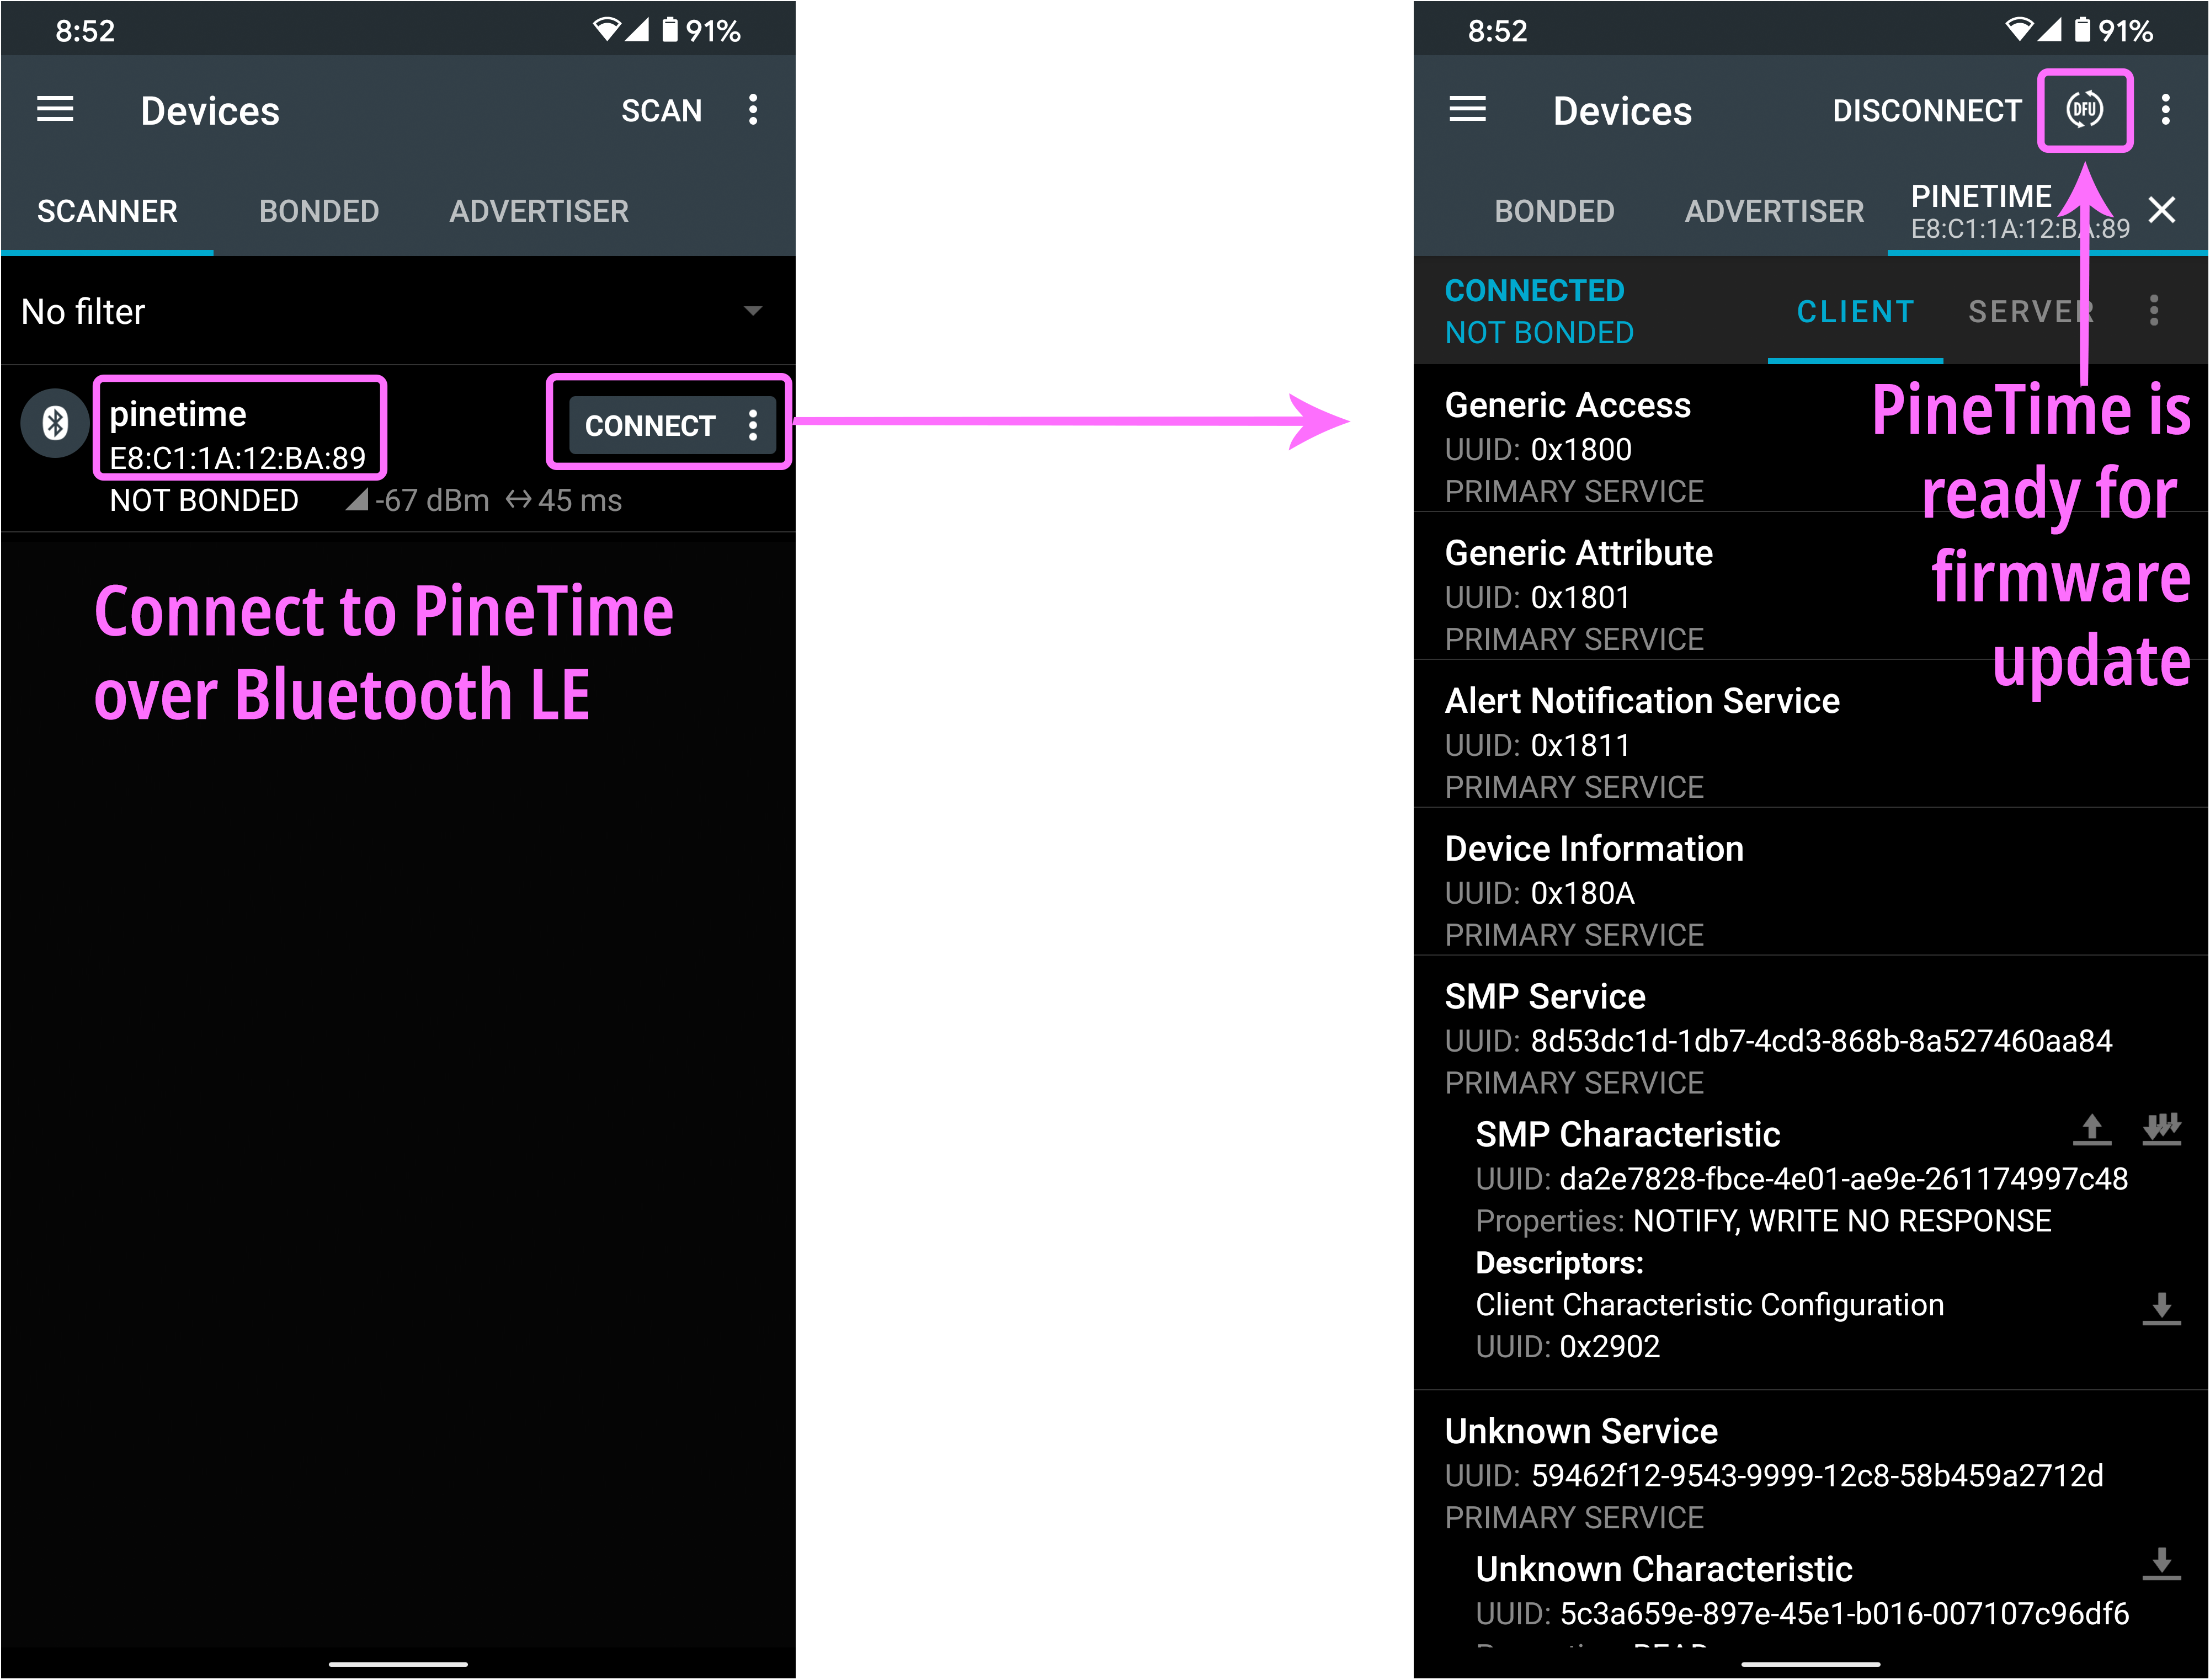 8:52
91%
Devices
SCAN
SCANNER
BONDED
ADVERTISER
No filter
pinetime
E8:C1:1A:12:BA:89
CONNECT
NOT BONDED
-67 dBm
45 ms
Connect to PineTime
over Bluetooth LE
8:52
91%
Devices
DISCONNECT
DFU
BONDED
ADVERTISER
PINETIME
E8:C1:1A:12:BA:89
CONNECTED
NOT BONDED
CLIENT
SERVER
PineTime is
ready for
firmware
update
Generic Access
UUID: 0x1800
PRIMARY SERVICE
Generic Attribute
UUID: 0x1801
PRIMARY SERVICE
Alert Notification Service
UUID: 0x1811
PRIMARY SERVICE
Device Information
UUID: 0x180A
PRIMARY SERVICE
SMP Service
UUID: 8d53dc1d-1db7-4cd3-868b-8a527460aa84
PRIMARY SERVICE
SMP Characteristic
UUID: da2e7828-fbce-4e01-ae9e-261174997c48
Properties: NOTIFY, WRITE NO RESPONSE
Descriptors:
Client Characteristic Configuration
UUID: 0x2902
Unknown Service
UUID: 59462f12-9543-9999-12c8-58b459a2712d
PRIMARY SERVICE
Unknown Characteristic
UUID: 5c3a659e-897e-45e1-b016-007107c96df6